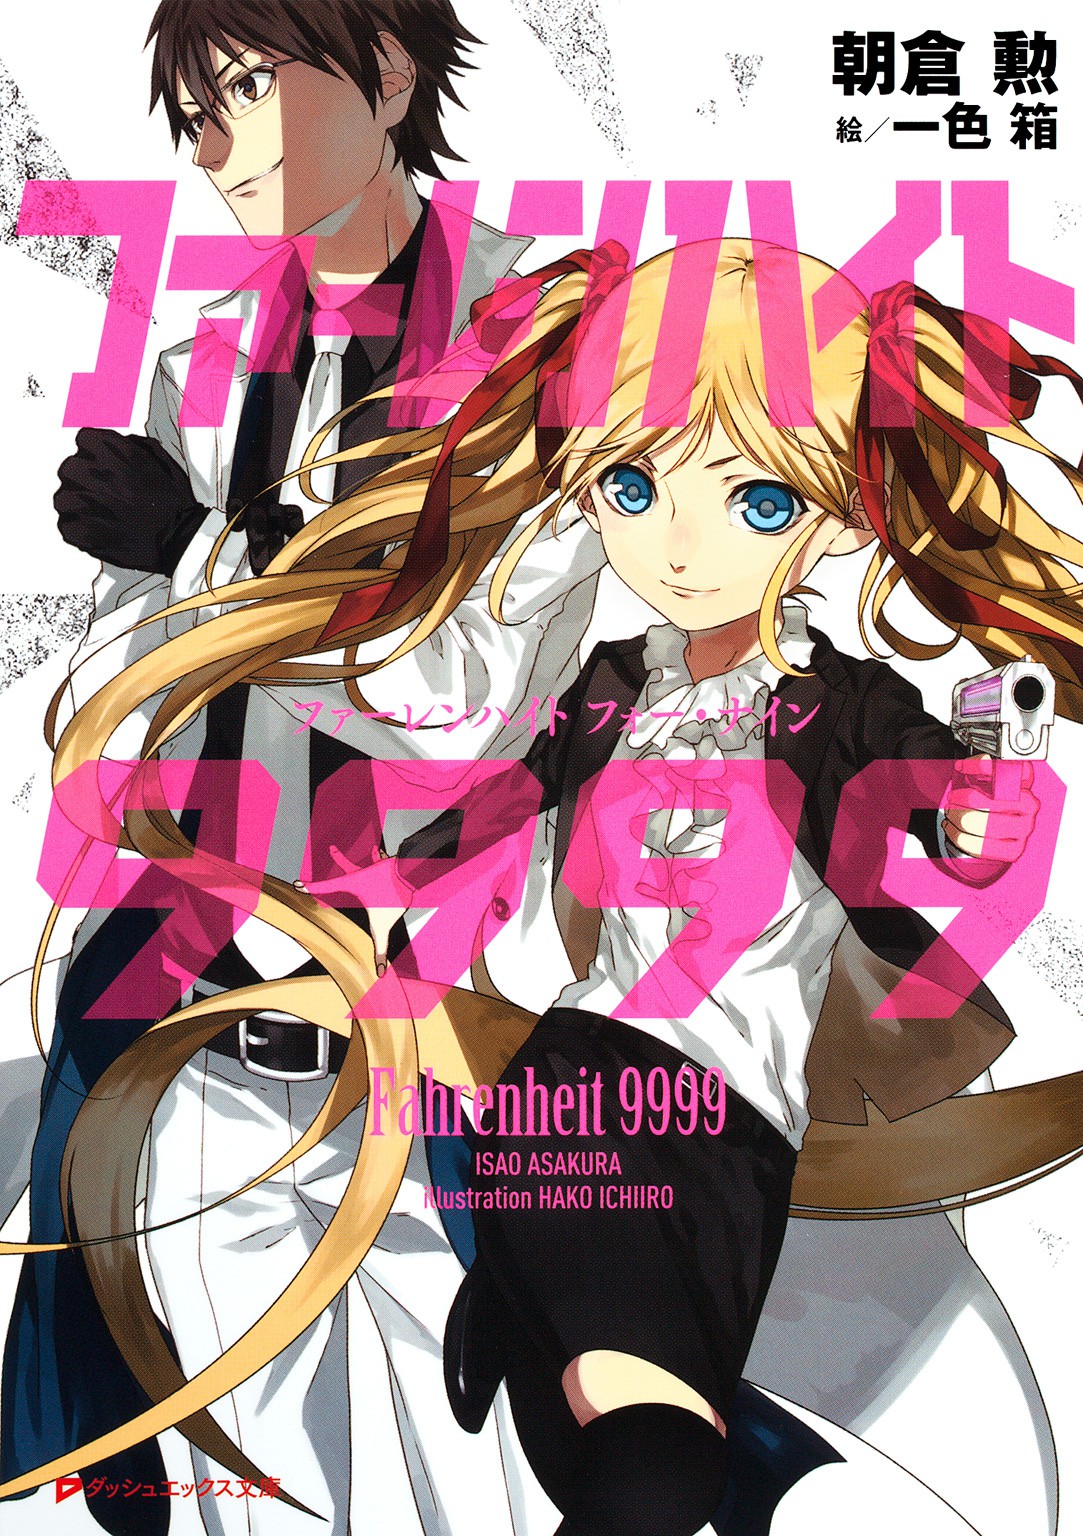 朝倉 勲
絵／一色 箱
ファーレンハイト
ファーレンハイト フォー・ナイン
9999
Fahrenheit 9999
ISAO ASAKURA
illustration HAKO ICHIIRO
ダッシュエックス文庫